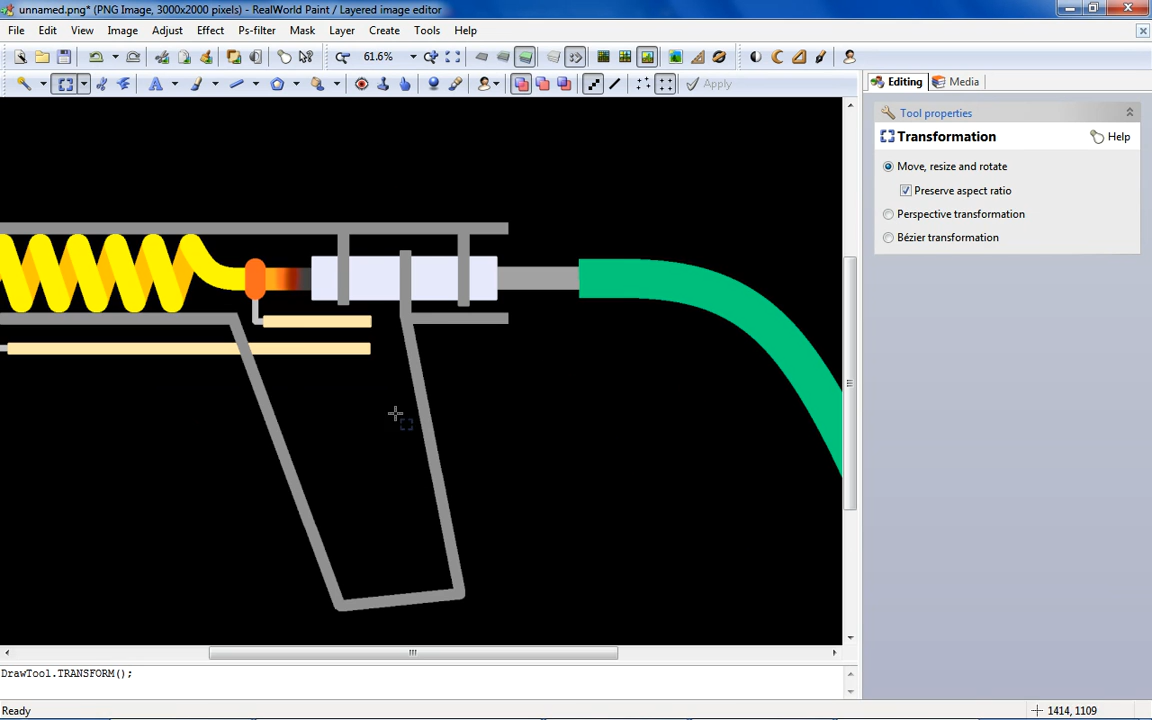 unnamed.png* (PNG Image, 3000x2000 pixels) - RealWorld Paint / Layered image editor
File Edit View Image Adjust Effect Ps-filter Mask Layer Create Tools Help
61.6%
Apply
Editing Media
Tool properties
Transformation Help
Move, resize and rotate
Preserve aspect ratio
Perspective transformation
Bézier transformation
DrawTool.TRANSFORM();
Ready 1414, 1109